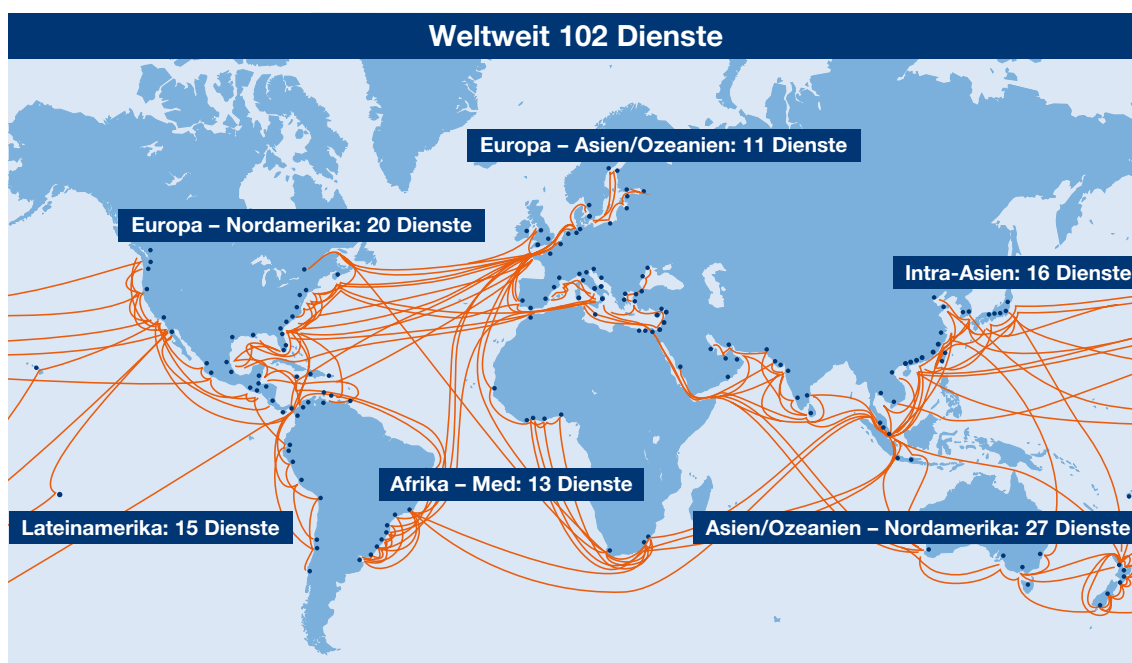 Weltweit 102 Dienste
Europa – Asien/Ozeanien: 11 Dienste
Europa – Nordamerika: 20 Dienste
Intra-Asien: 16 Dienste
Afrika – Med: 13 Dienste
Lateinamerika: 15 Dienste
Asien/Ozeanien – Nordamerika: 27 Dienste